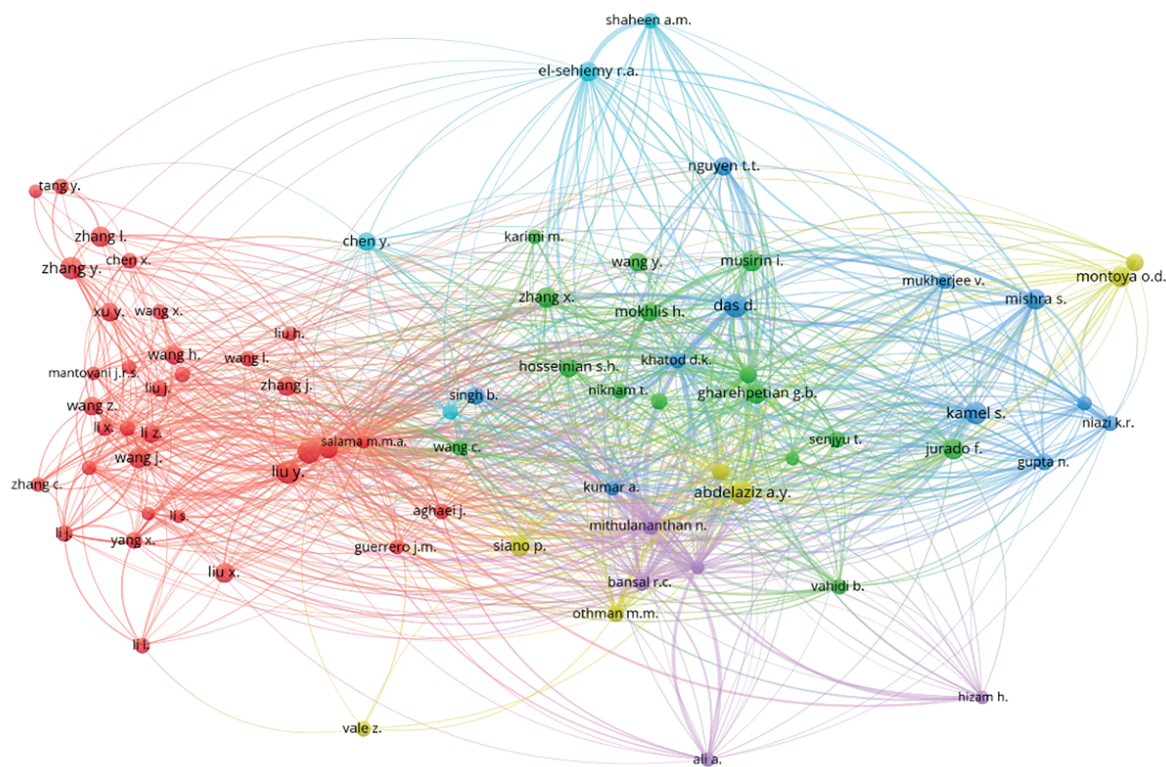 shaheen a.m.
el-sehiemy r.a.
nguyen t.t.
tang y.
zhang l.
chen y.
karimi m.
chen x.
zhang y.
wang y.
musirin i.
montoya o.d.
mukherjee v.
zhang x.
mishra s.
das d.
xu y.
wang x.
mokhlis h.
liu h.
wang h.
wang l.
khatod d.k.
hosseinian s.h.
mantovani j.r.s.
liu j.
zhang j.
niknam t.
gharehpetian g.b.
singh b.
wang z.
kamel s.
niazi k.r.
li x.
li z.
salama m.m.a.
wang c.
senjyu t.
jurado f.
wang j.
gupta n.
liu y.
zhang c.
kumar a.
abdelaziz a.y.
aghaei j.
li s.
mithulananthan n.
li j.
yang x.
guerrero j.m.
siano p.
liu x.
bansal r.c.
vahidi b.
othman m.m.
li l.
hizam h.
vale z.
ali a.